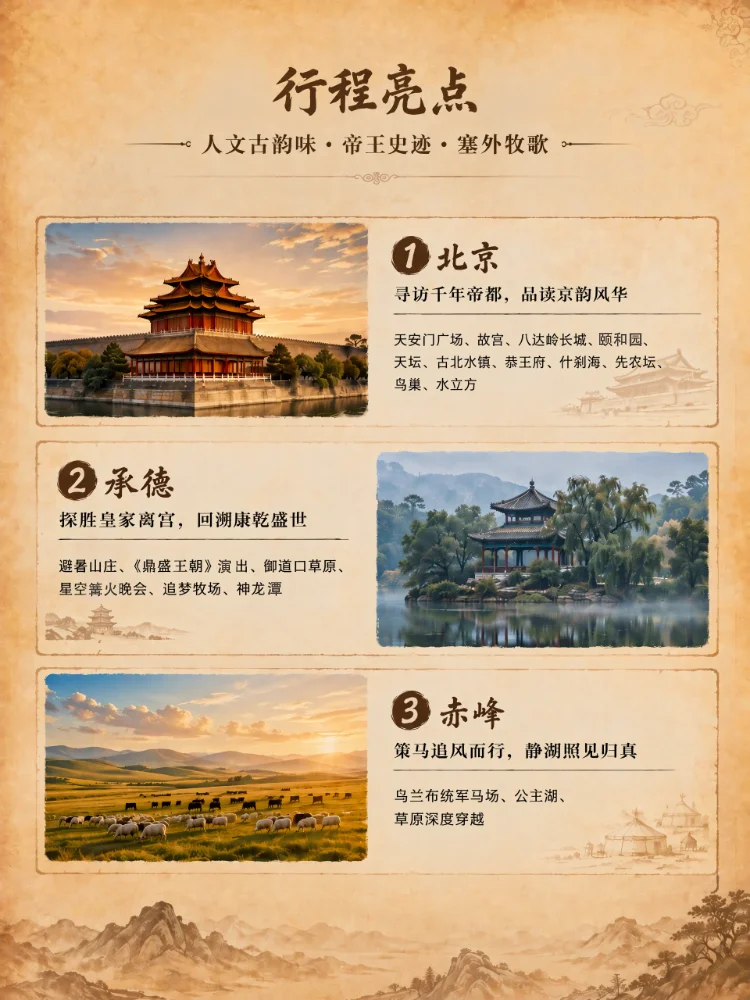 行程亮点
人文古韵味·帝王史迹·塞外牧歌
1 北京
寻访千年帝都，品读京韵风华
天安门广场、故宫、八达岭长城、颐和园、
天坛、古北水镇、恭王府、什刹海、先农坛、
鸟巢、水立方
2 承德
探胜皇家离宫，回溯康乾盛世
避暑山庄、《鼎盛王朝》演出、御道口草原、
星空篝火晚会、追梦牧场、神龙潭
3 赤峰
策马追风而行，静湖照见归真
乌兰布统军马场、公主湖、
草原深度穿越